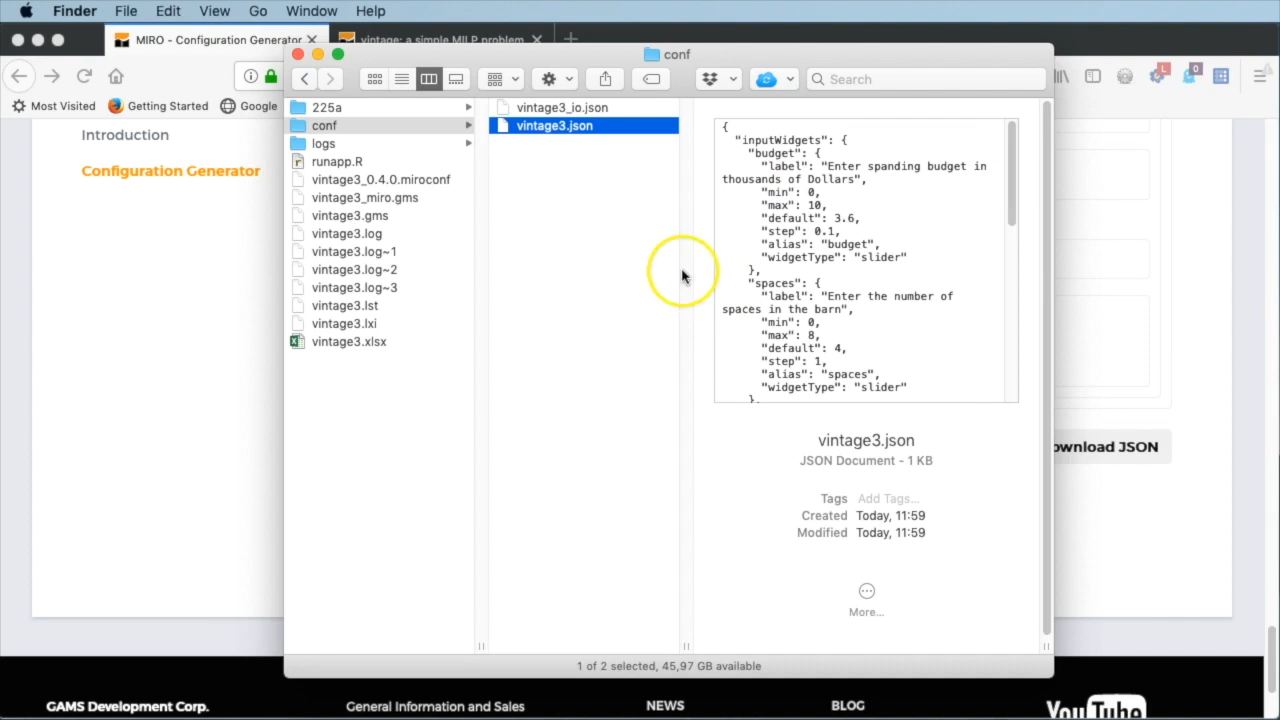 Finder File Edit View Go Window Help
MIRO - Configuration Generator
vintage: a simple MILP problem
conf
Search
L
0
Most Visited
Getting Started
Google
Introduction
Configuration Generator
225a
conf
logs
runapp.R
vintage3_0.4.0.miroconf
vintage3_miro.gms
vintage3.gms
vintage3.log
vintage3.log~1
vintage3.log~2
vintage3.log~3
vintage3.lst
vintage3.lxi
vintage3.xlsx
vintage3_io.json
vintage3.json
{
"inputWidgets": {
"budget": {
"label": "Enter spanding budget in
thousands of Dollars",
"min": 0,
"max": 10,
"default": 3.6,
"step": 0.1,
"alias": "budget",
"widgetType": "slider"
},
"spaces": {
"label": "Enter the number of
spaces in the barn",
"min": 0,
"max": 8,
"default": 4,
"step": 1,
"alias": "spaces",
"widgetType": "slider"
},
vintage3.json
JSON Document - 1 KB
Tags Add Tags...
Created Today, 11:59
Modified Today, 11:59
More...
ownload JSON
1 of 2 selected, 45,97 GB available
GAMS Development Corp.
General Information and Sales
NEWS
BLOG
YouTube